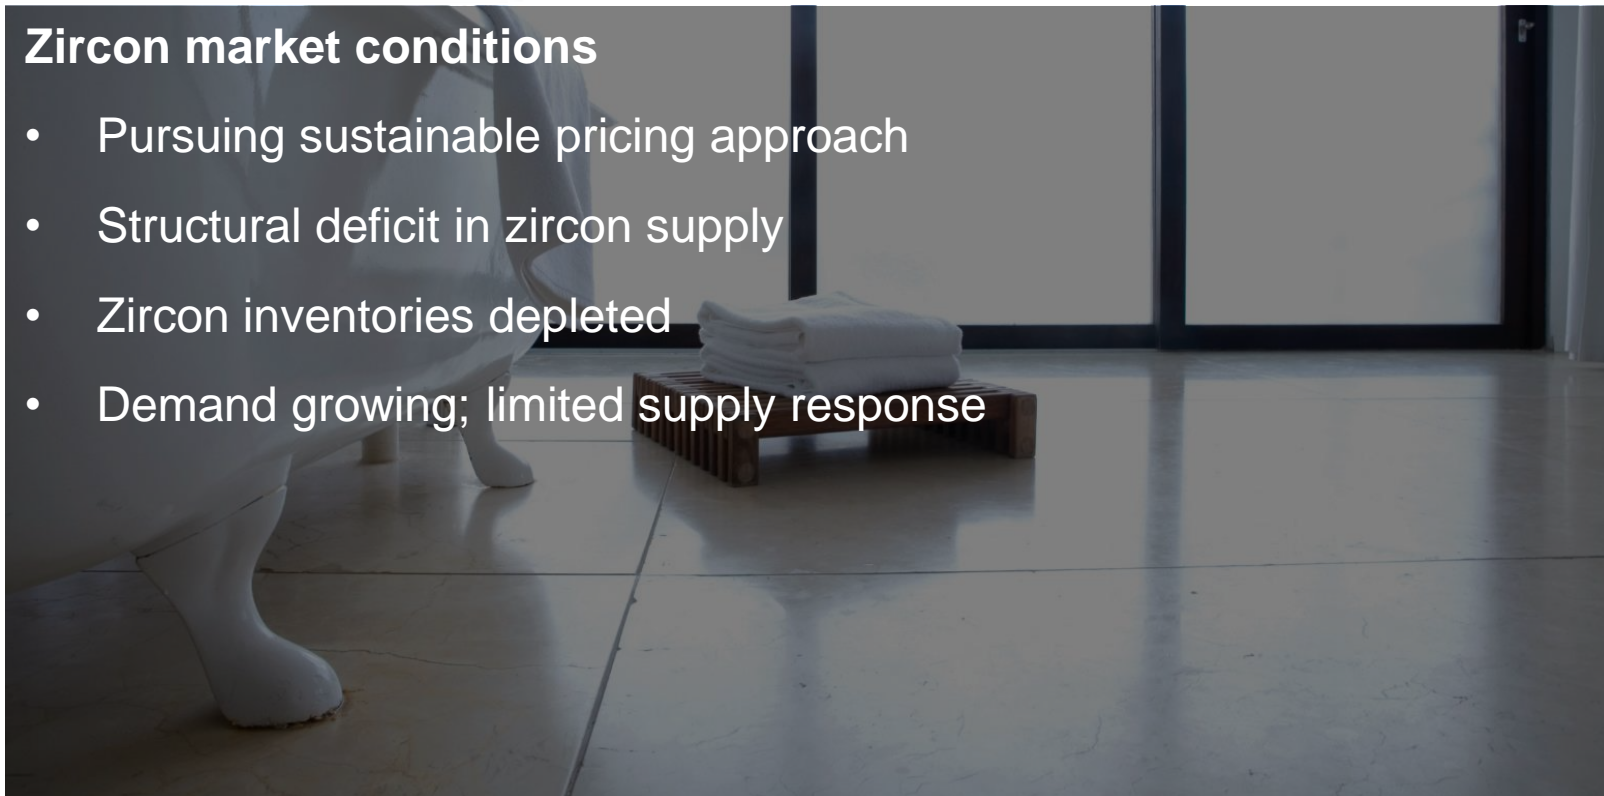 Zircon market conditions
• Pursuing sustainable pricing approach
• Structural deficit in zircon supply
• Zircon inventories depleted
• Demand growing; limited supply response